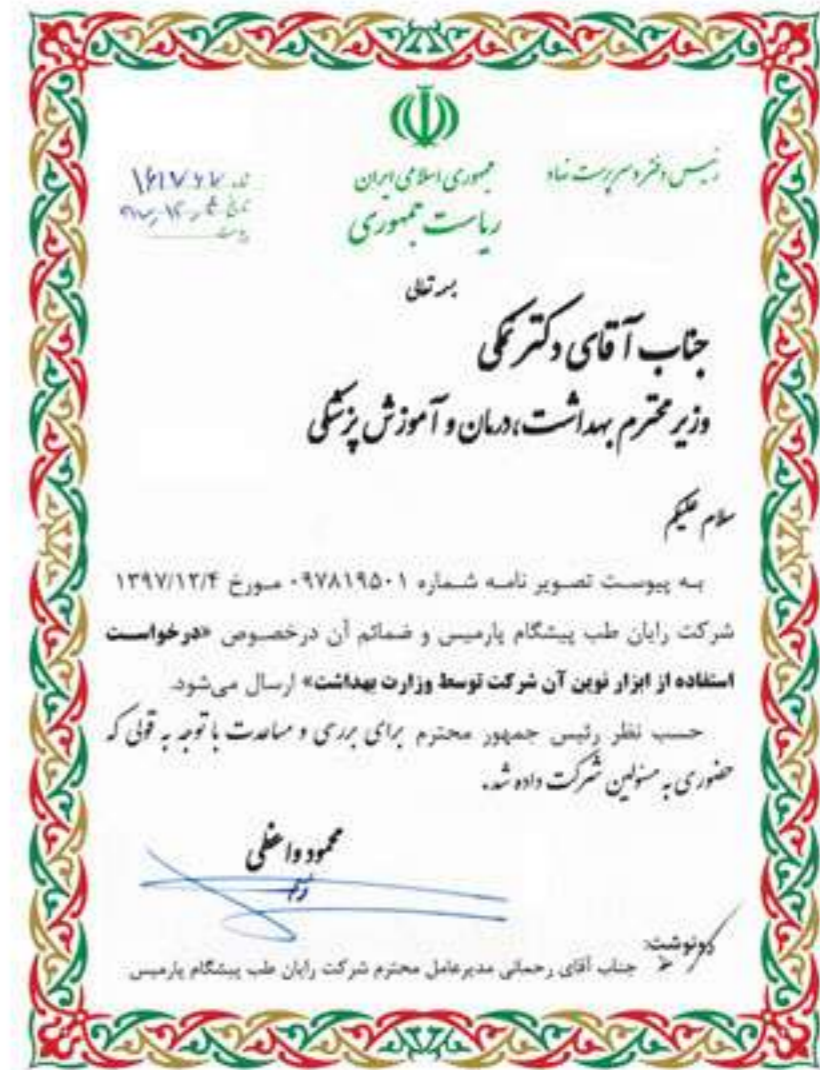 رئیس دفتر و سرپرست نهاد
جمهوری اسلامی ایران
ریاست جمهوری
۱۶۱۷۶۷
بسمه تعالی
جناب آقای دکتر نمکی
وزیر محترم بهداشت، درمان و آموزش پزشکی
سلام علیکم
به پیوست تصویر نامه شماره ۰۹۷۸۱۹۵۰۱ مورخ ۱۳۹۷/۱۲/۴
شرکت رایان طب پیشگام پارمیس و ضمائم آن درخصوص «درخواست
استفاده از ابزار نوین آن شرکت توسط وزارت بهداشت» ارسال می‌شود.
حسب نظر رئیس جمهور محترم برای بررسی و مساعدت با توجه به قولی که
حضوری به مسئولین شرکت داده شد.
محمود واعظی
رونوشت:
جناب آقای رحمانی مدیرعامل محترم شرکت رایان طب پیشگام پارمیس